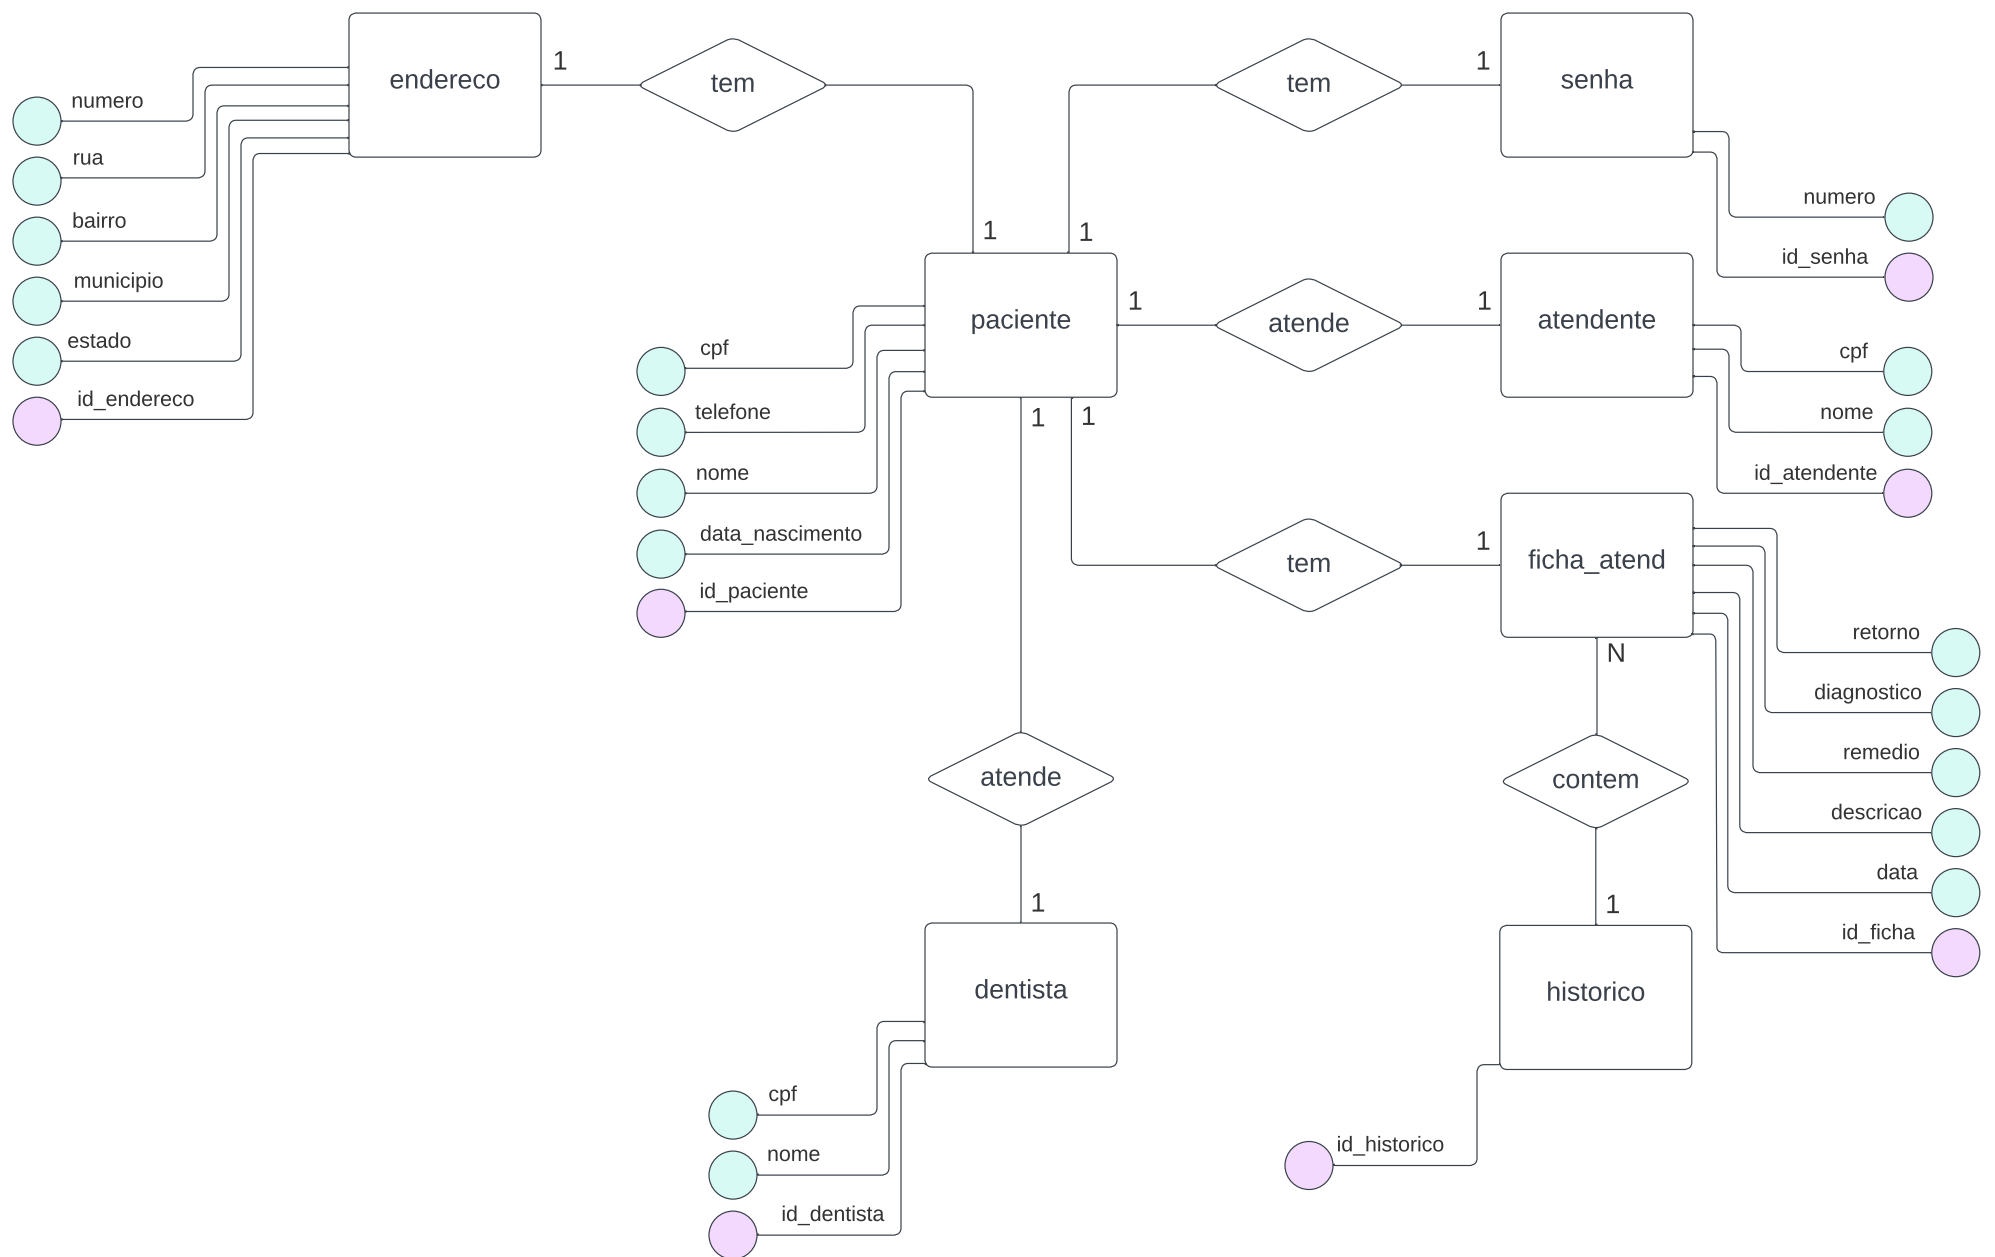 endereco
1
tem
1
numero
rua
bairro
municipio
estado
id_endereco
tem
1
senha
1
numero
id_senha
paciente
1
atende
1
atendente
cpf
nome
id_atendente
cpf
telefone
nome
data_nascimento
id_paciente
1
1
tem
1
ficha_atend
N
retorno
diagnostico
remedio
descricao
data
id_ficha
atende
1
dentista
cpf
nome
id_dentista
contem
1
historico
id_historico